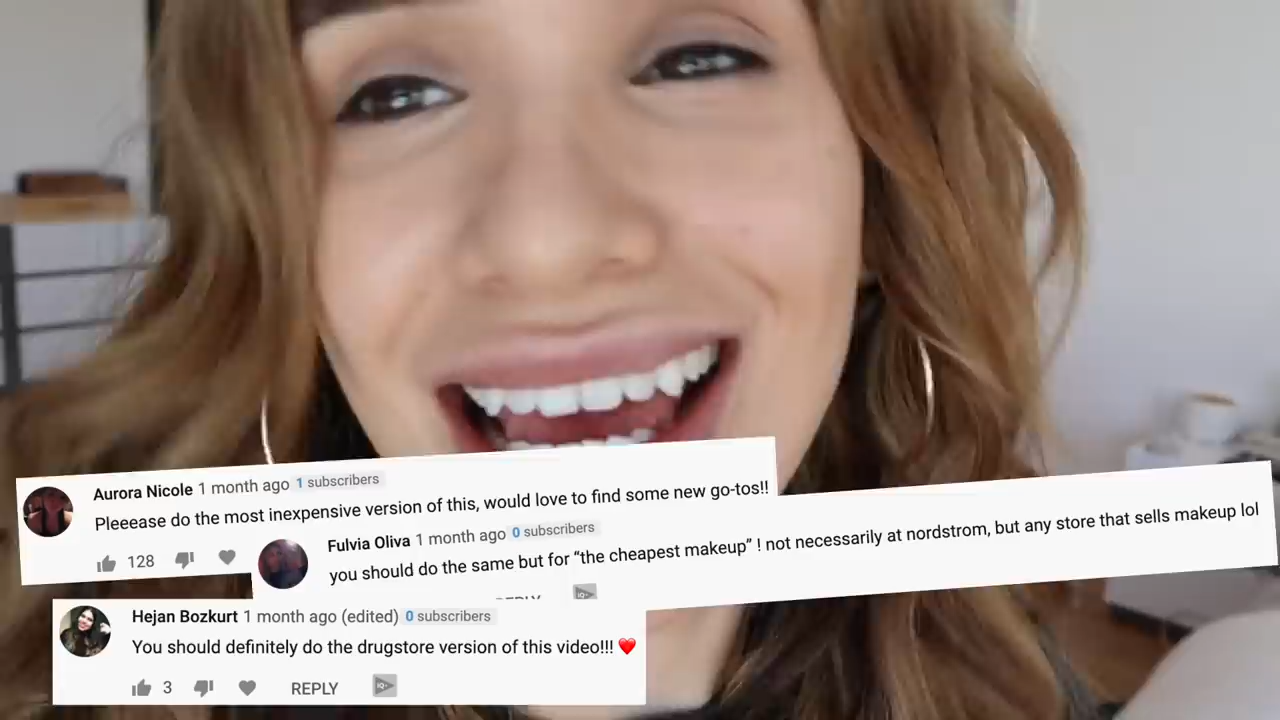 Aurora Nicole 1 month ago 1 subscribers
Pleeease do the most inexpensive version of this, would love to find some new go-tos!!
128
Fulvia Oliva 1 month ago 0 subscribers
you should do the same but for “the cheapest makeup” ! not necessarily at nordstrom, but any store that sells makeup lol
Hejan Bozkurt 1 month ago (edited) 0 subscribers
You should definitely do the drugstore version of this video!!! ❤️
3 REPLY